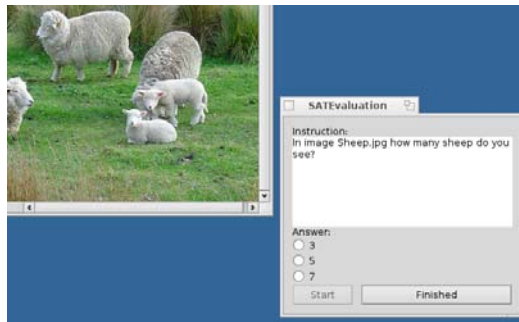 SATEvaluation
Instruction:
In image Sheep.jpg how many sheep do you
see?
Answer:
3
5
7
Start
Finished